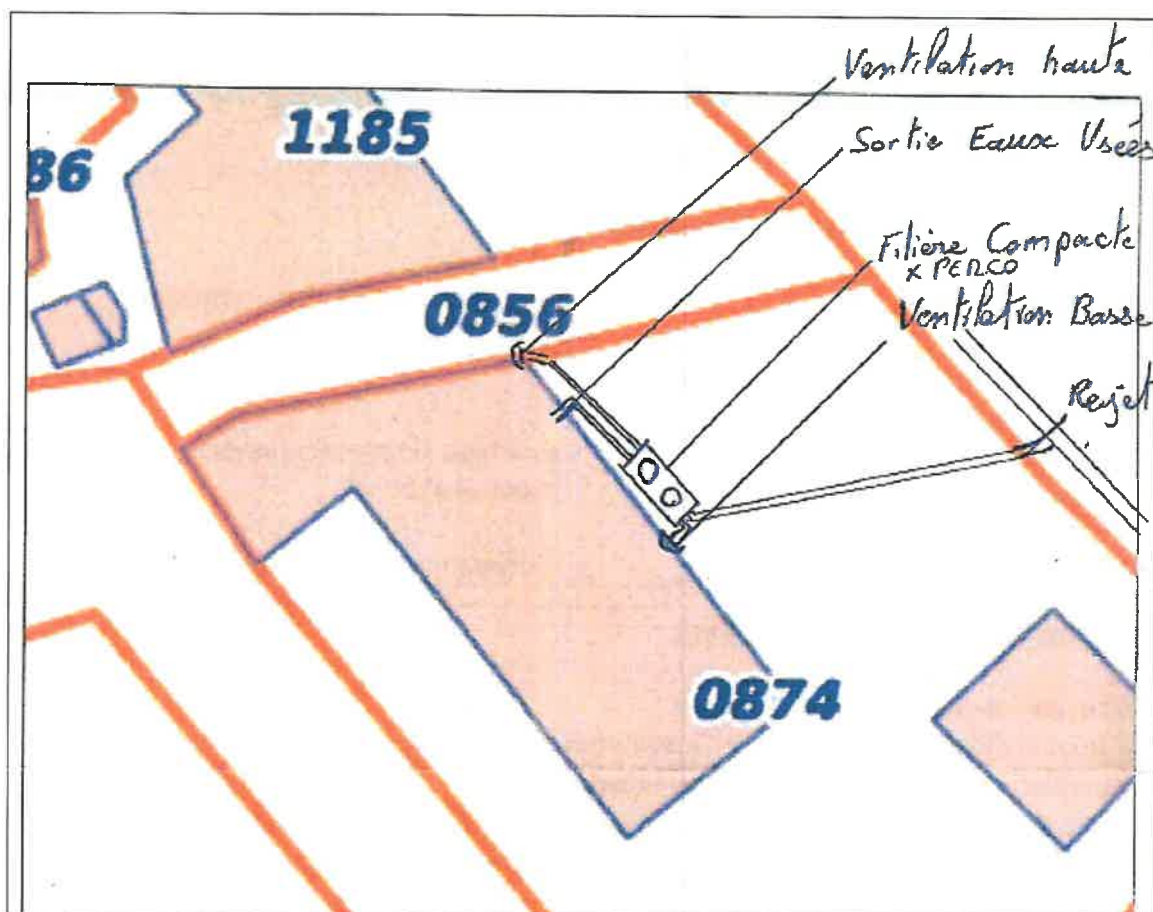 Ventilation haute
Sortie Eaux Usées
Filière Compacte
X PERCO
Ventilation Basse
Rejet
1185
86
0856
0874